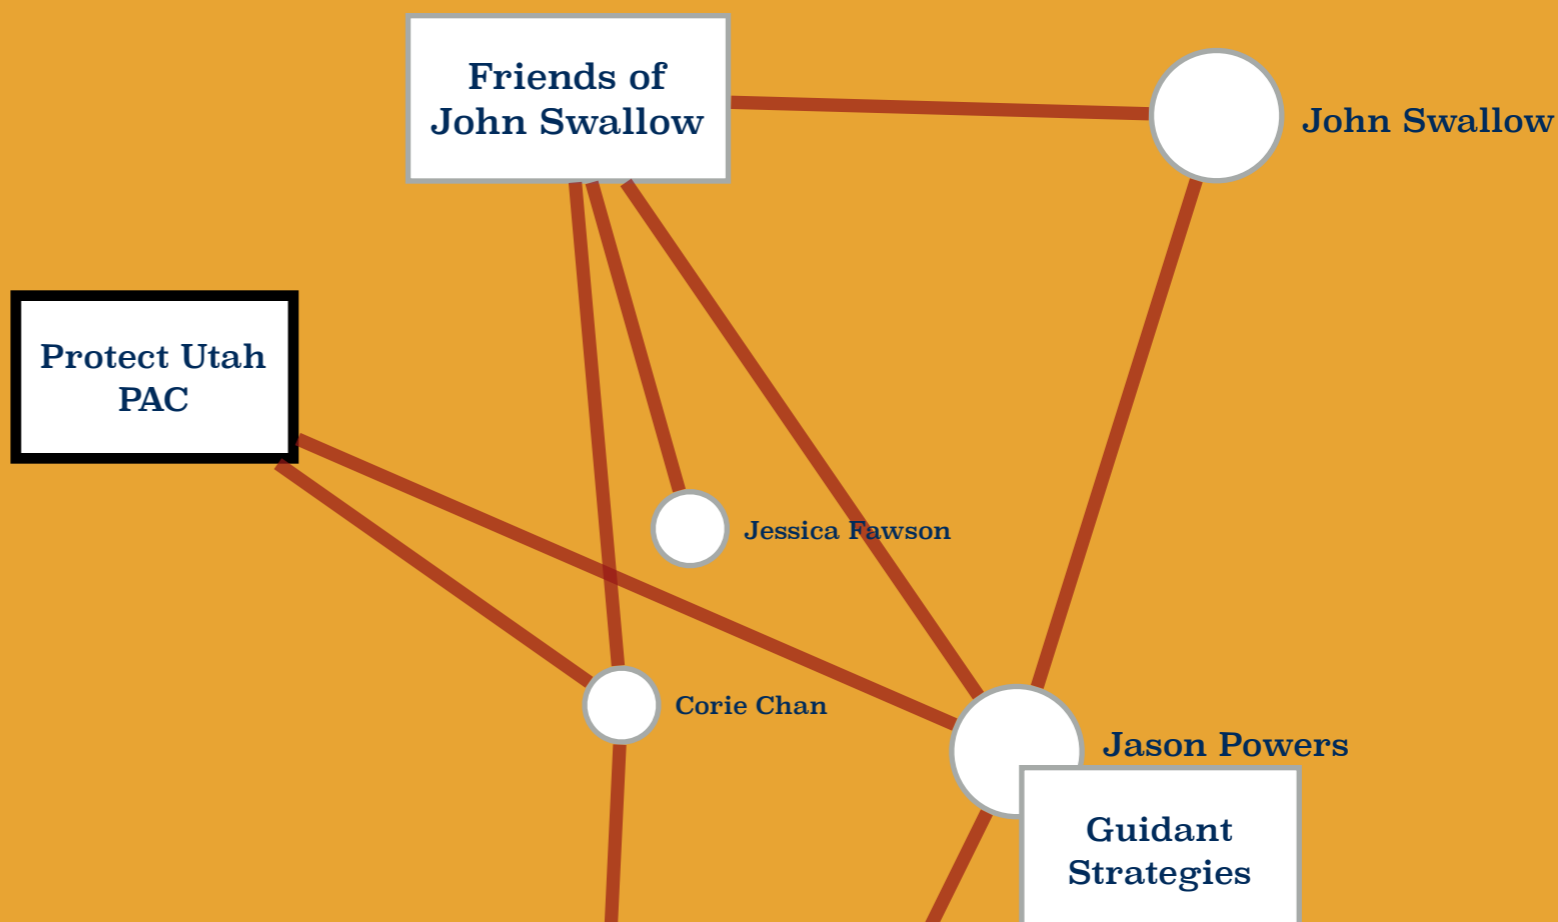 Friends of
John Swallow
John Swallow
Protect Utah
PAC
Jessica Fawson
Corie Chan
Jason Powers
Guidant
Strategies